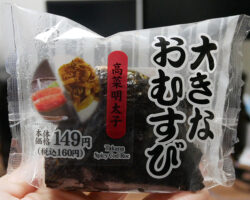 大きな
おむすび
高菜明太子
Takana
Spicy Cod Roe
本体
価格 149円
(税込160円)